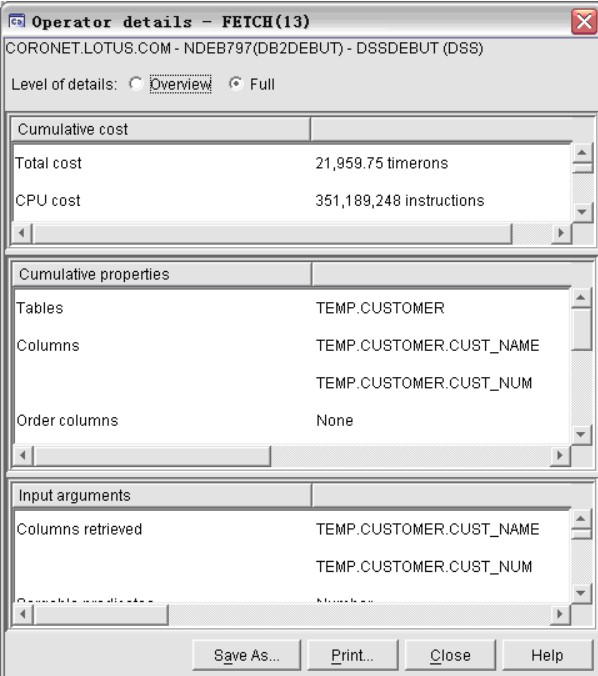 Operator details - FETCH(13)
CORONET.LOTUS.COM - NDEB797(DB2DEBUT) - DSSDEBUT (DSS)
Level of details: Overview Full
Cumulative cost
Total cost 21,959.75 timerons
CPU cost 351,189,248 instructions
Cumulative properties
Tables TEMP.CUSTOMER
Columns TEMP.CUSTOMER.CUST_NAME
TEMP.CUSTOMER.CUST_NUM
Order columns None
Input arguments
Columns retrieved TEMP.CUSTOMER.CUST_NAME
TEMP.CUSTOMER.CUST_NUM
Sargable predicates Number
Save As... Print... Close Help